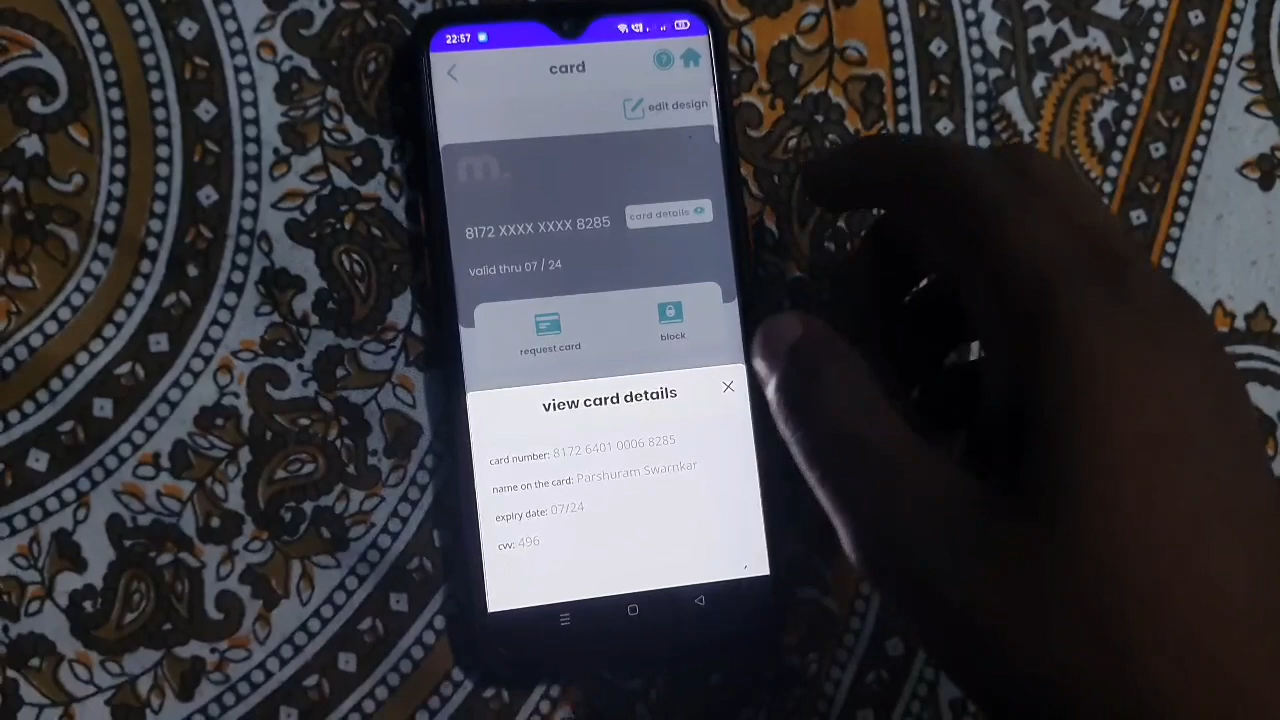 22:57
card
edit design
m.
8172 XXXX XXXX 8285
card details
valid thru 07 / 24
request card
block
view card details
card number: 8172 6401 0006 8285
name on the card: Parshuram Swarnkar
expiry date: 07/24
cvv: 496